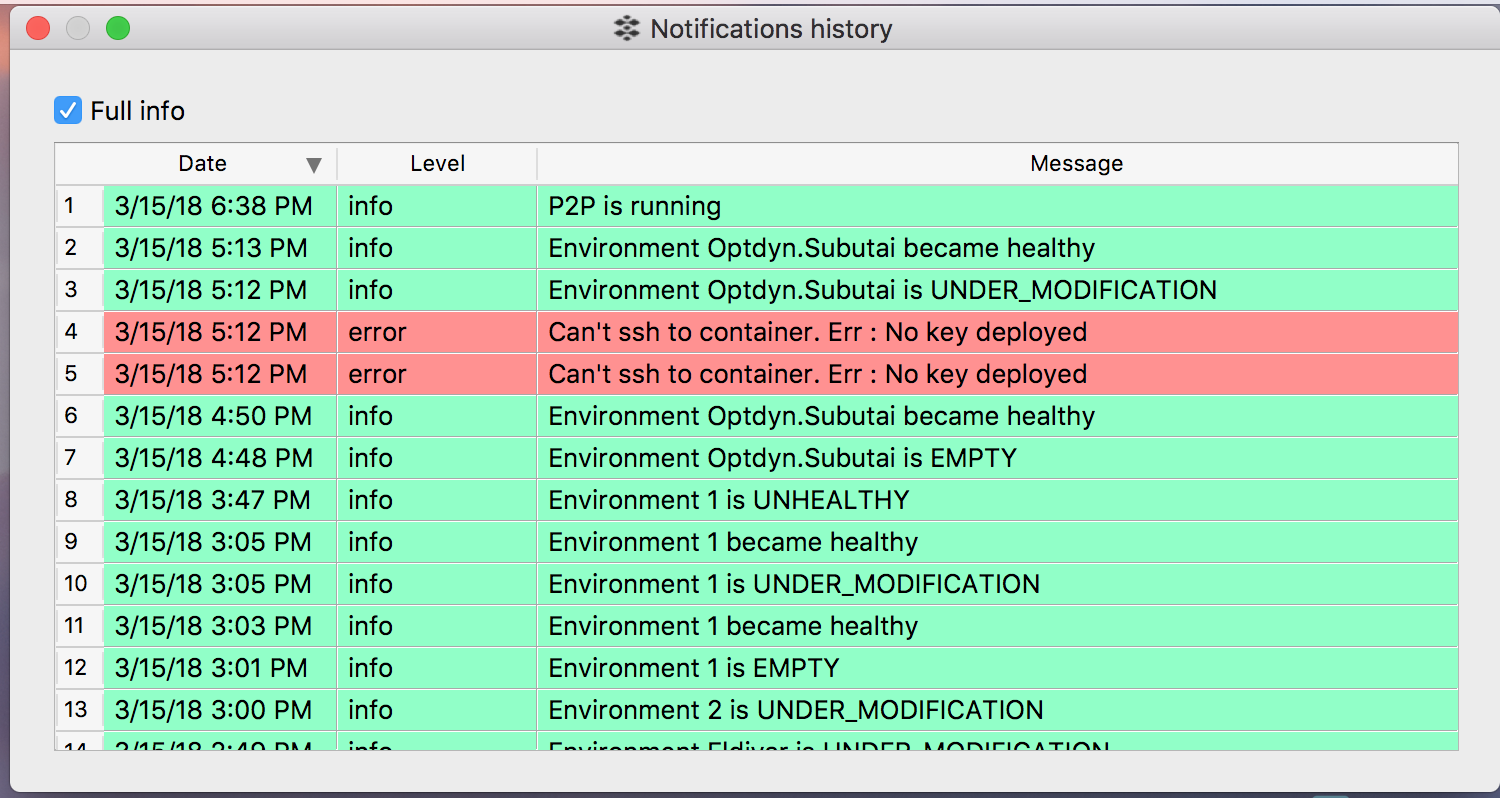 Notifications history
Full info
Date Level Message
1 3/15/18 6:38 PM info P2P is running
2 3/15/18 5:13 PM info Environment Optdyn.Subutai became healthy
3 3/15/18 5:12 PM info Environment Optdyn.Subutai is UNDER_MODIFICATION
4 3/15/18 5:12 PM error Can't ssh to container. Err : No key deployed
5 3/15/18 5:12 PM error Can't ssh to container. Err : No key deployed
6 3/15/18 4:50 PM info Environment Optdyn.Subutai became healthy
7 3/15/18 4:48 PM info Environment Optdyn.Subutai is EMPTY
8 3/15/18 3:47 PM info Environment 1 is UNHEALTHY
9 3/15/18 3:05 PM info Environment 1 became healthy
10 3/15/18 3:05 PM info Environment 1 is UNDER_MODIFICATION
11 3/15/18 3:03 PM info Environment 1 became healthy
12 3/15/18 3:01 PM info Environment 1 is EMPTY
13 3/15/18 3:00 PM info Environment 2 is UNDER_MODIFICATION
14 3/15/18 PM info Environment is UNDER_MODIFICATION